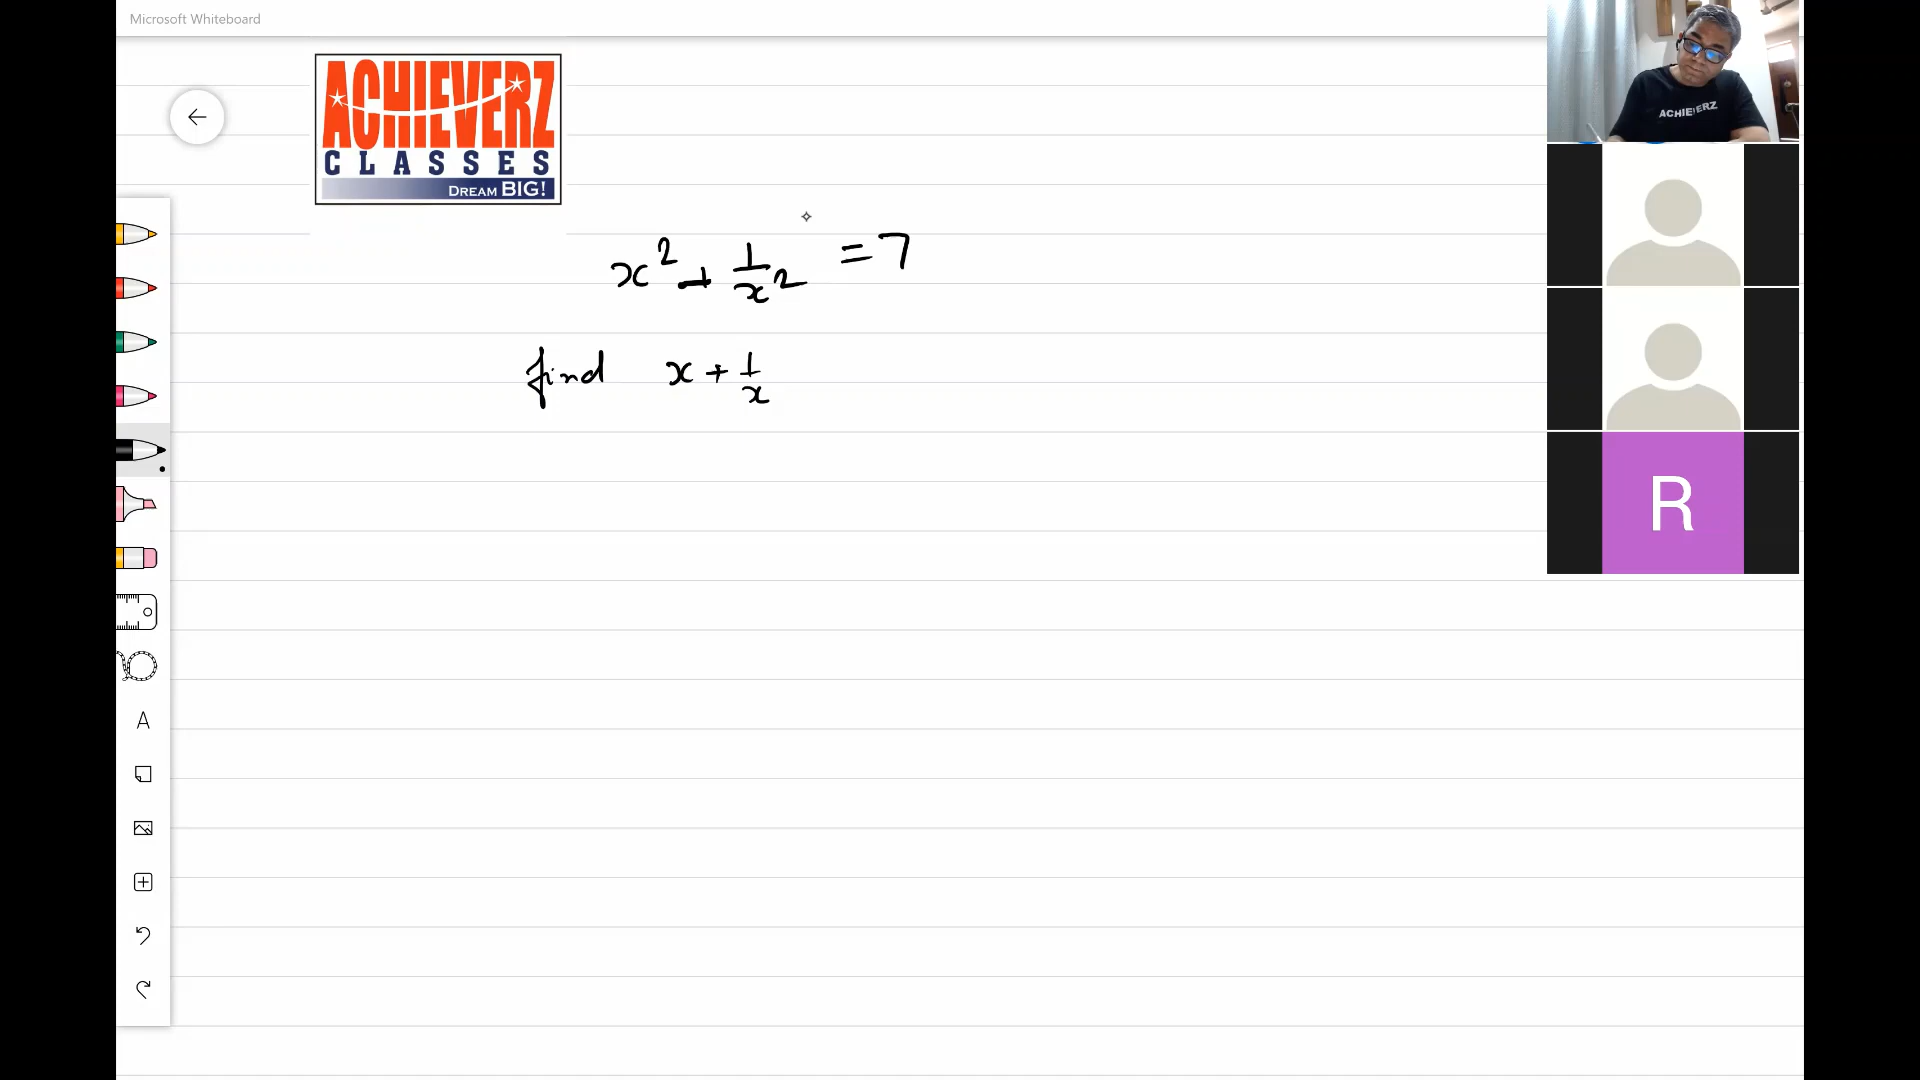 Microsoft Whiteboard
ACHIEVERZ
CLASSES
DREAM BIG!
ACHIEVERZ
x² + 1/x² = 7
find x + 1/x
R
A